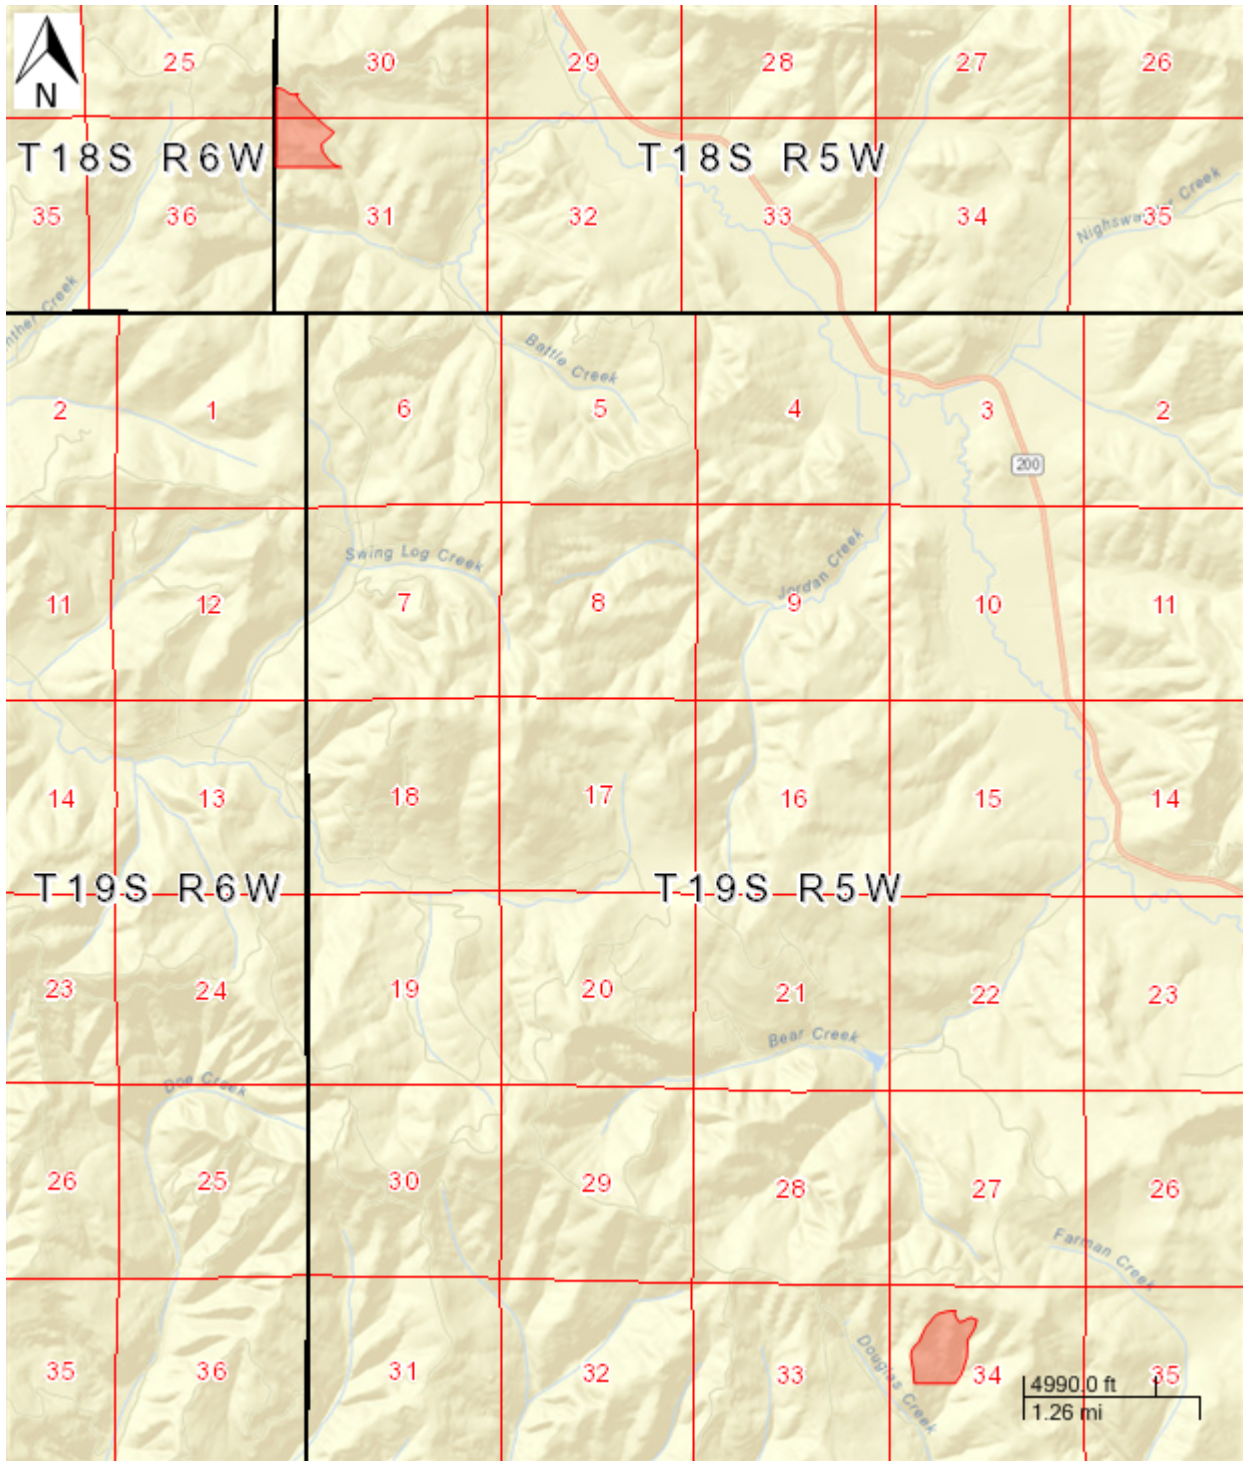 25 30 29 28 27 26
N
T18S R6W T18S R5W
35 36 31 32 33 34 35
Nighswander Creek
Battle Creek
2 1 6 5 4 3 2
200
Swing Log Creek
Jordan Creek
11 12 7 8 9 10 11
14 13 18 17 16 15 14
T19S R6W T19S R5W
23 24 19 20 21 22 23
Bear Creek
Doe Creek
26 25 30 29 28 27 26
Farman Creek
Douglas Creek
35 36 31 32 33 34 35
4990.0 ft
1.26 mi